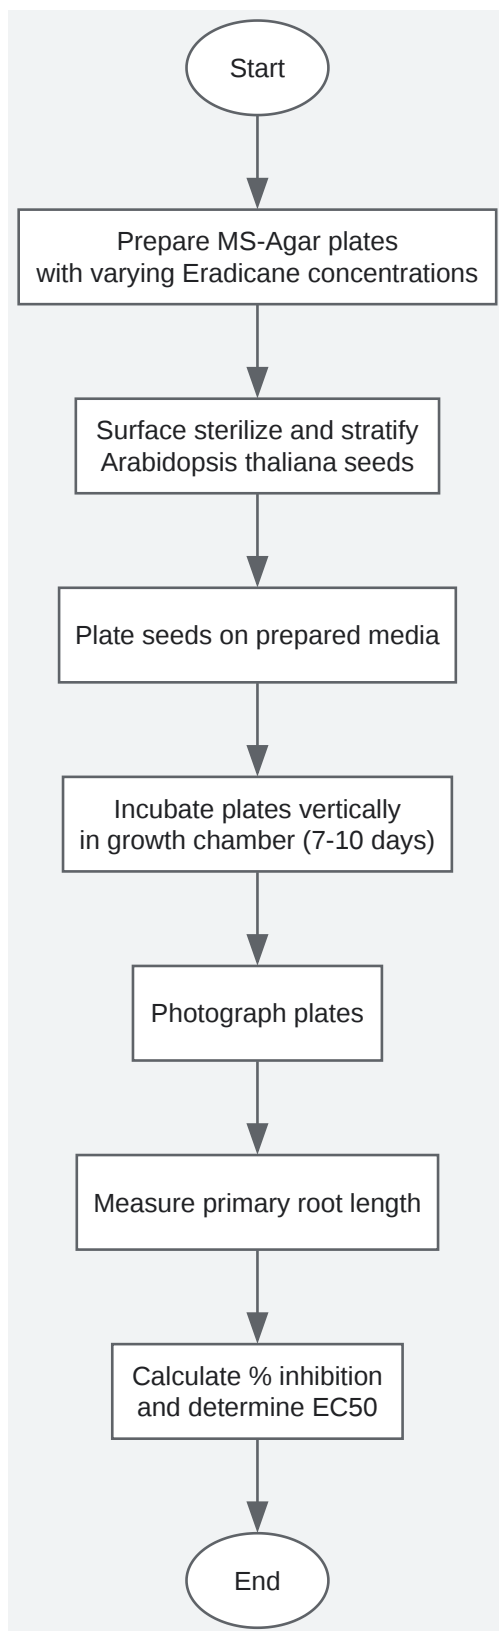 Start
Prepare MS-Agar plates
with varying Eradicane concentrations
Surface sterilize and stratify
Arabidopsis thaliana seeds
Plate seeds on prepared media
Incubate plates vertically
in growth chamber (7-10 days)
Photograph plates
Measure primary root length
Calculate % inhibition
and determine EC50
End